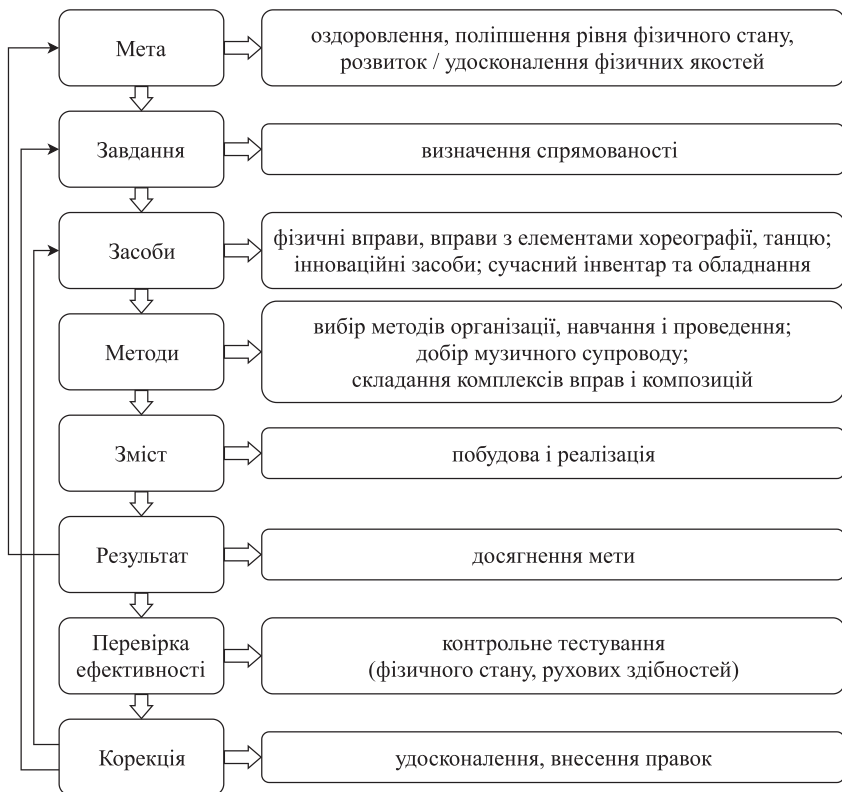 Мета
оздоровлення, поліпшення рівня фізичного стану,
розвиток / удосконалення фізичних якостей
Завдання
визначення спрямованості
Засоби
фізичні вправи, вправи з елементами хореографії, танцю;
інноваційні засоби; сучасний інвентар та обладнання
Методи
вибір методів організації, навчання і проведення;
добір музичного супроводу;
складання комплексів вправ і композицій
Зміст
побудова і реалізація
Результат
досягнення мети
Перевірка
ефективності
контрольне тестування
(фізичного стану, рухових здібностей)
Корекція
удосконалення, внесення правок